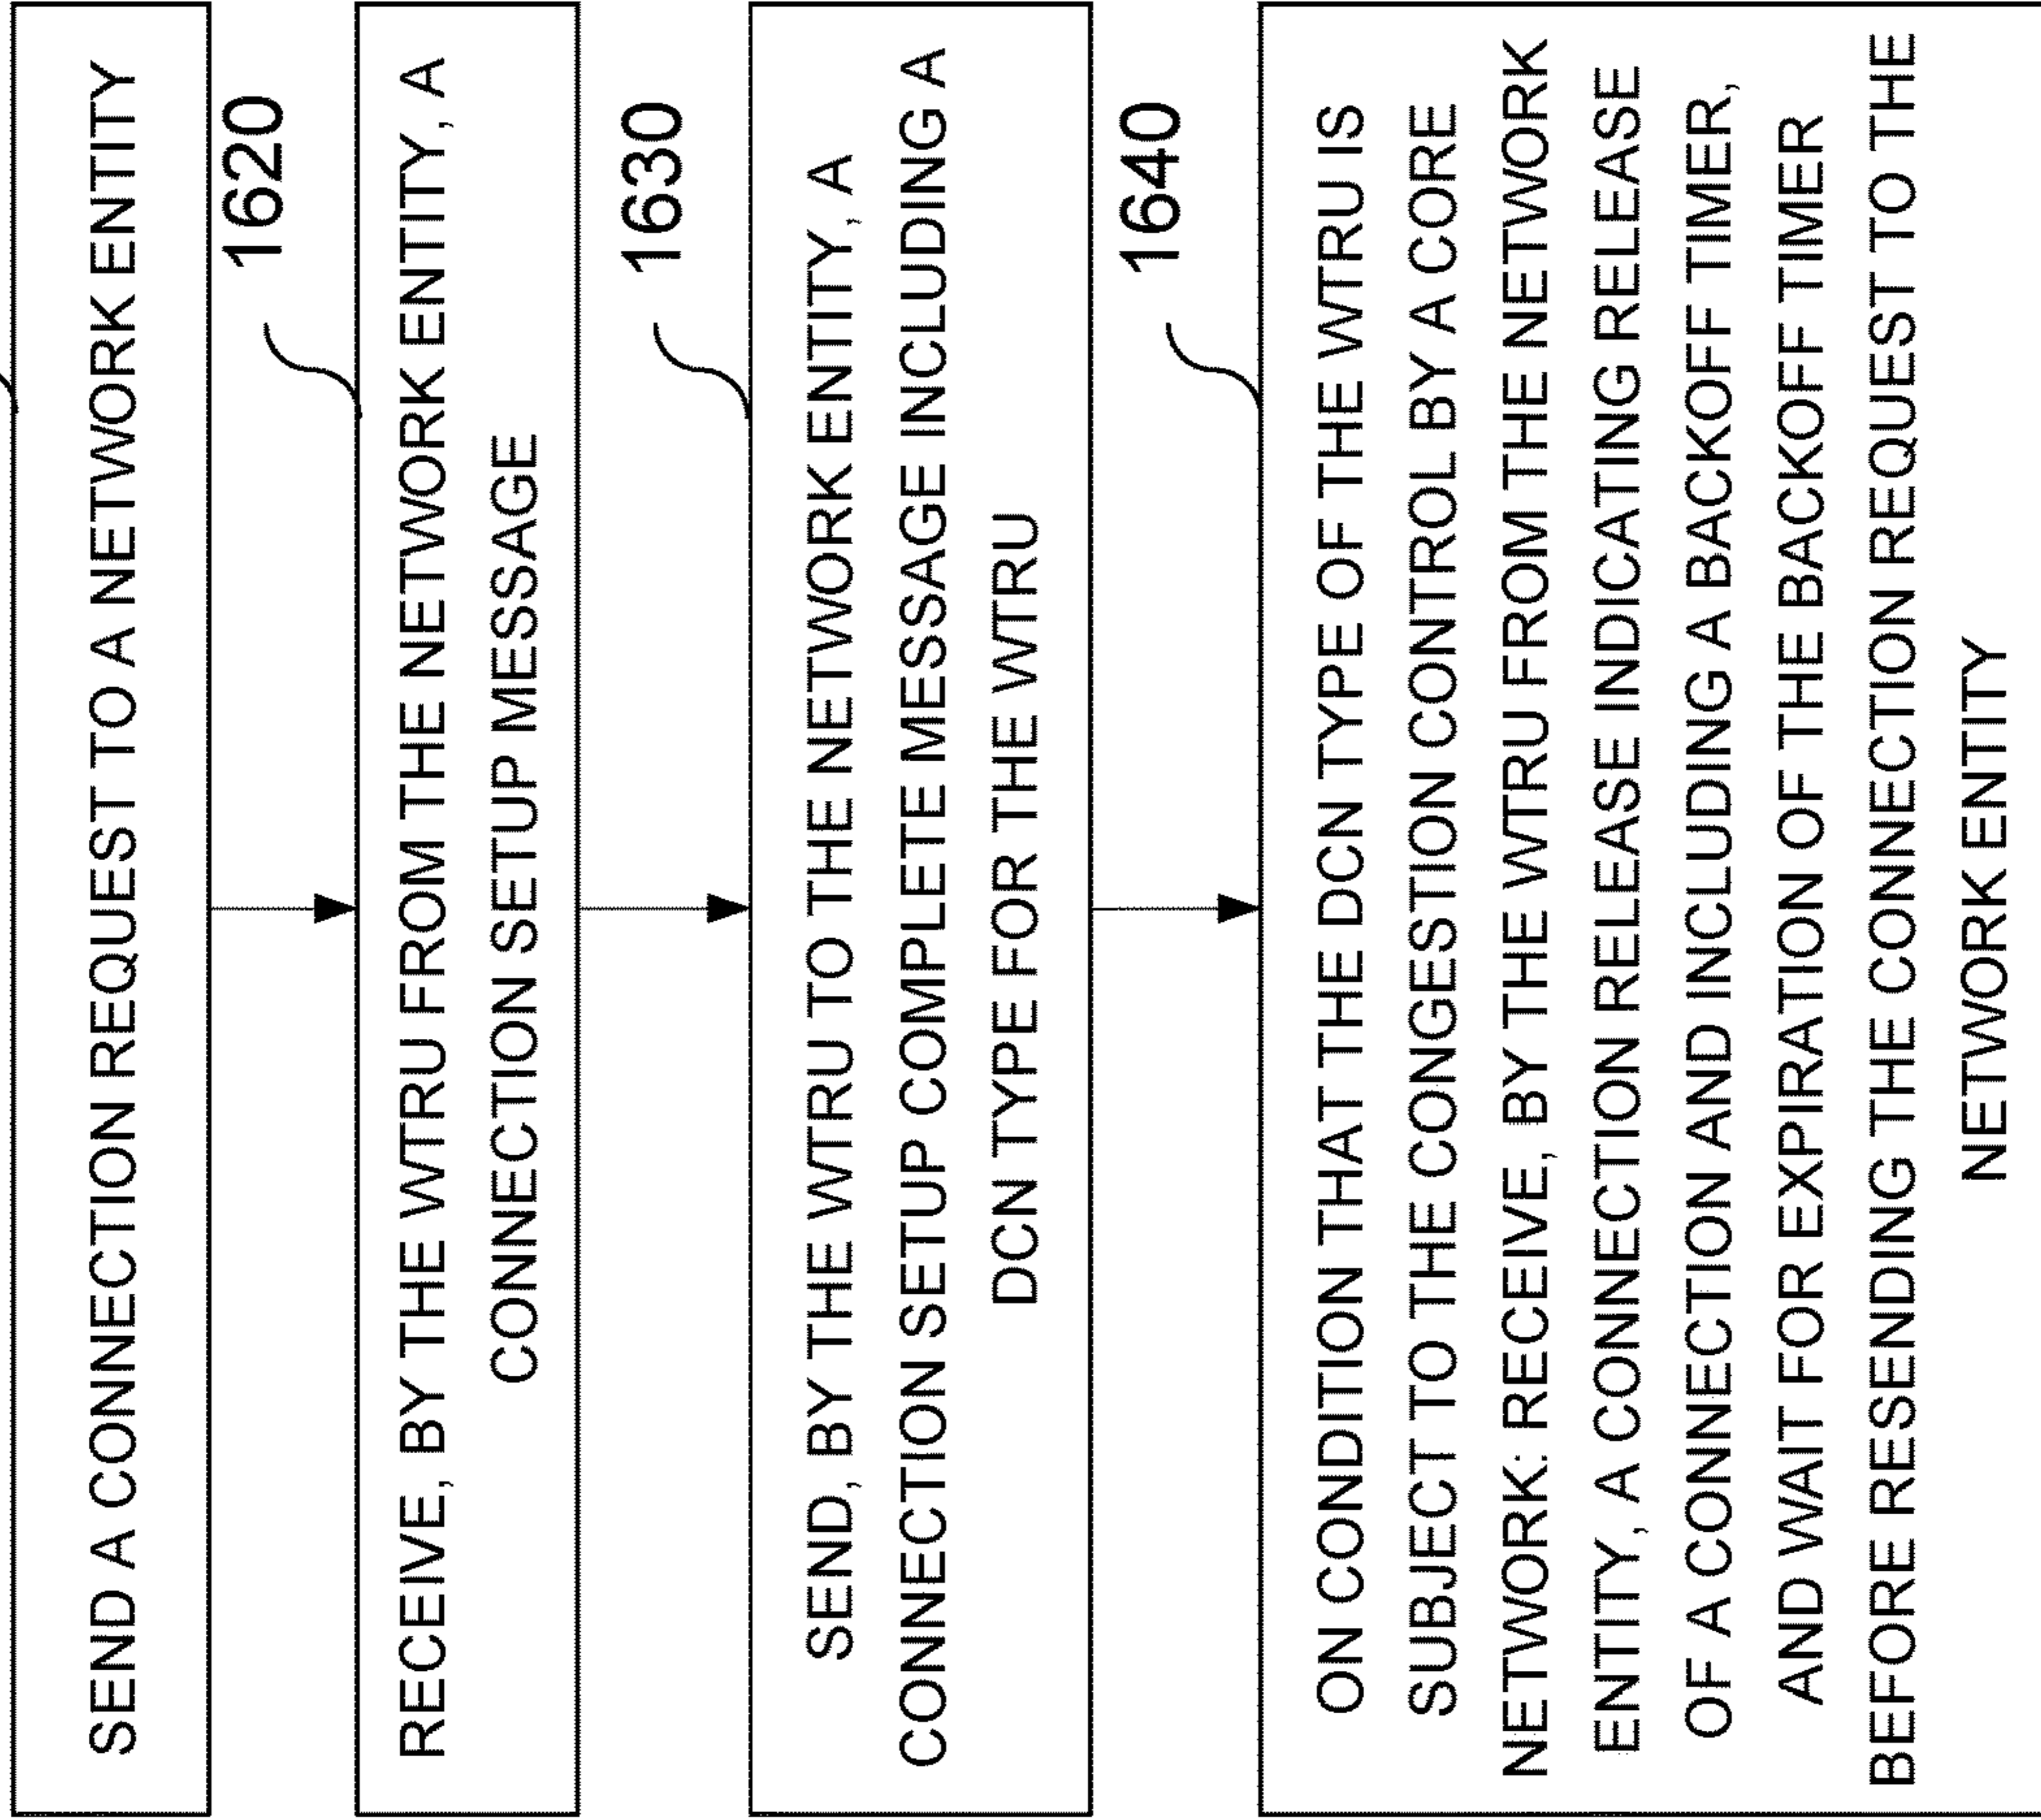 SEND A CONNECTION REQUEST TO A NETWORK ENTITY
1620
RECEIVE, BY THE WTRU FROM THE NETWORK ENTITY, A
CONNECTION SETUP MESSAGE
1630
SEND, BY THE WTRU TO THE NETWORK ENTITY, A
CONNECTION SETUP COMPLETE MESSAGE INCLUDING A
DCN TYPE FOR THE WTRU
1640
ON CONDITION THAT THE DCN TYPE OF THE WTRU IS
SUBJECT TO THE CONGESTION CONTROL BY A CORE
NETWORK: RECEIVE, BY THE WTRU FROM THE NETWORK
ENTITY, A CONNECTION RELEASE INDICATING RELEASE
OF A CONNECTION AND INCLUDING A BACKOFF TIMER,
AND WAIT FOR EXPIRATION OF THE BACKOFF TIMER
BEFORE RESENDING THE CONNECTION REQUEST TO THE
NETWORK ENTITY